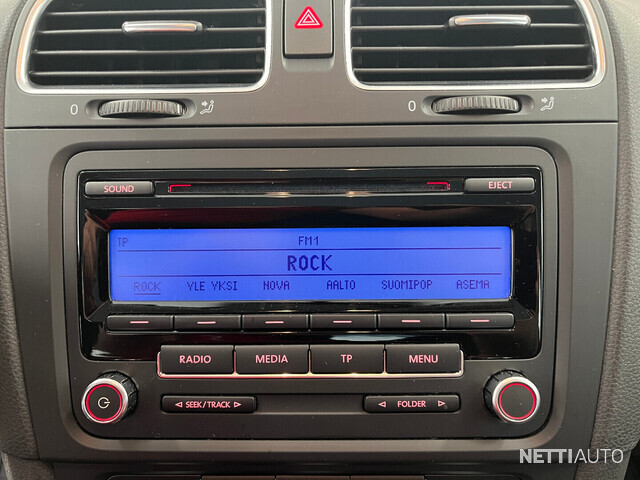 0 0
SOUND EJECT
TP FM1
ROCK
ROCK YLE YKSI NOVA AALTO SUOMIPOP ASEMA
RADIO MEDIA TP MENU
SEEK/TRACK FOLDER
NETTIAUTO